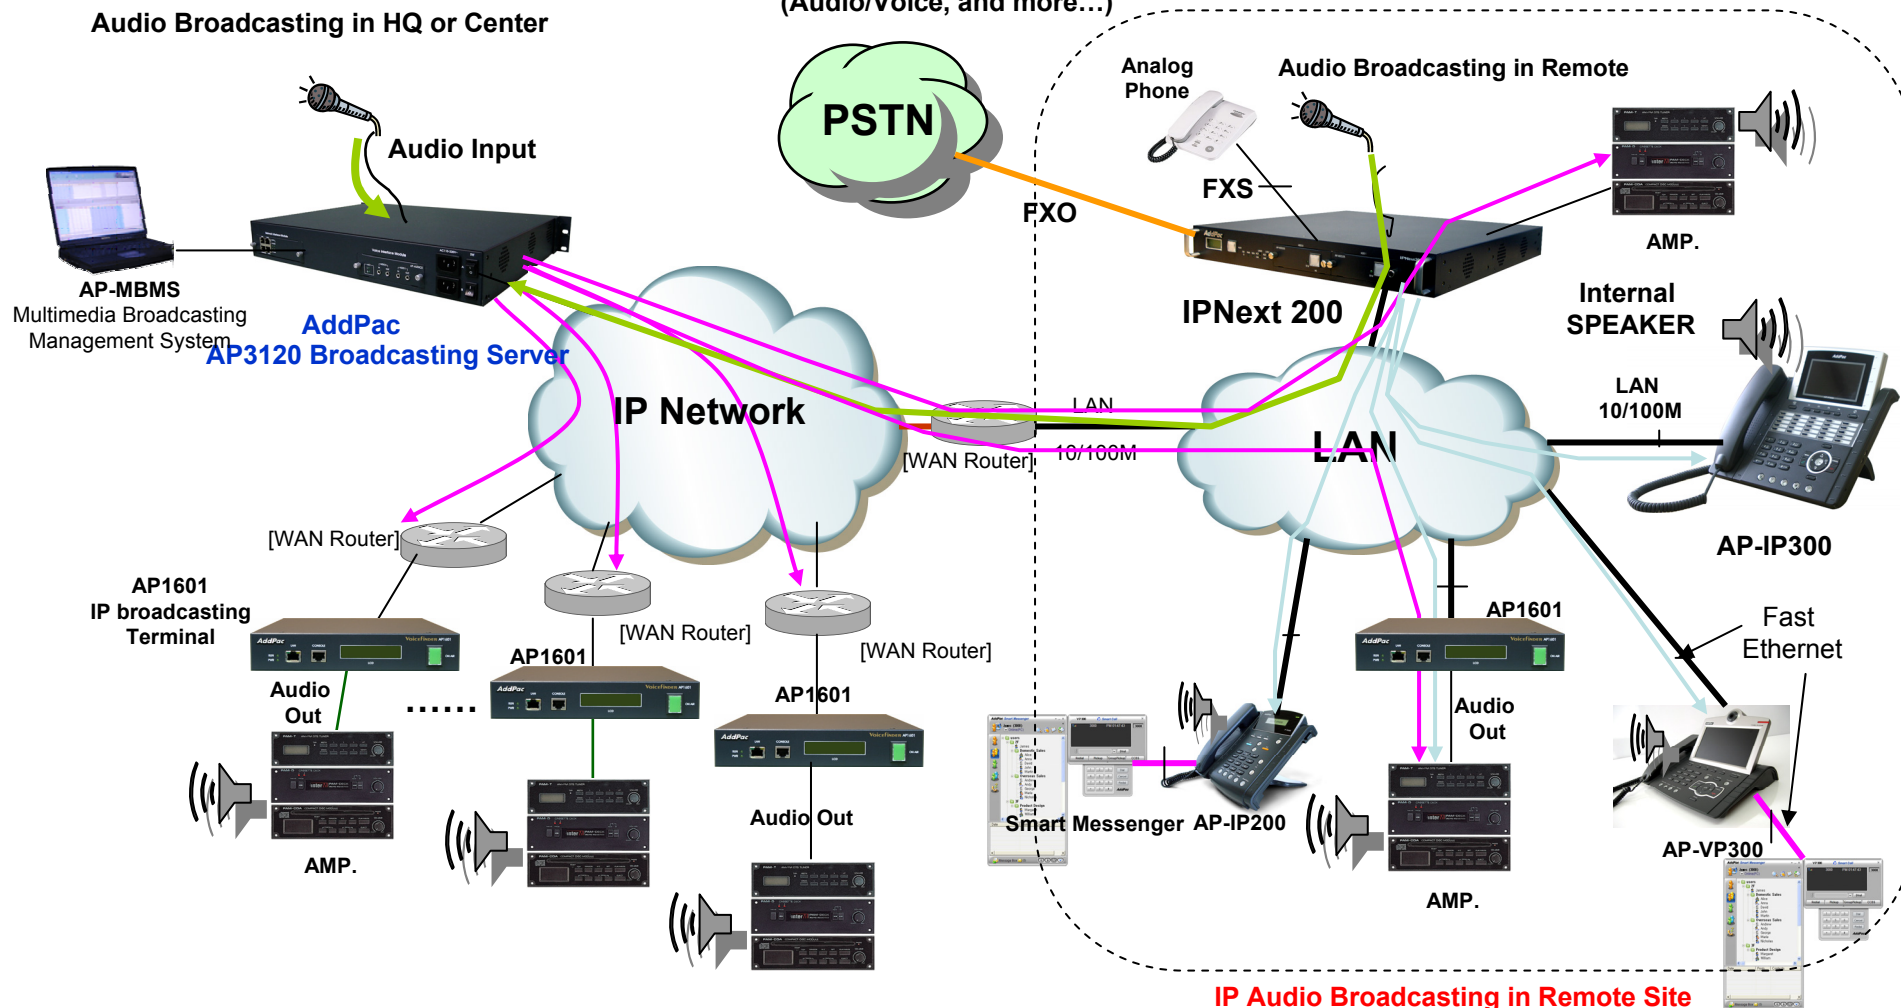 (Audio/Voice, and more...)
Audio Broadcasting in HQ or Center
Audio Input
PSTN
Analog
Phone
Audio Broadcasting in Remote
FXS
FXO
AMP.
AP-MBMS
Multimedia Broadcasting
Management System
AddPac
AP3120 Broadcasting Server
IPNext 200
Internal
SPEAKER
LAN
10/100M
IP Network
LAN
10/100M
LAN
[WAN Router]
[WAN Router]
[WAN Router]
[WAN Router]
AP-IP300
AP1601
IP broadcasting
Terminal
AP1601
AP1601
AP1601
Fast
Ethernet
Audio
Out
......
Audio
Out
Audio Out
AMP.
Smart Messenger
AP-IP200
AP-VP300
AMP.
IP Audio Broadcasting in Remote Site